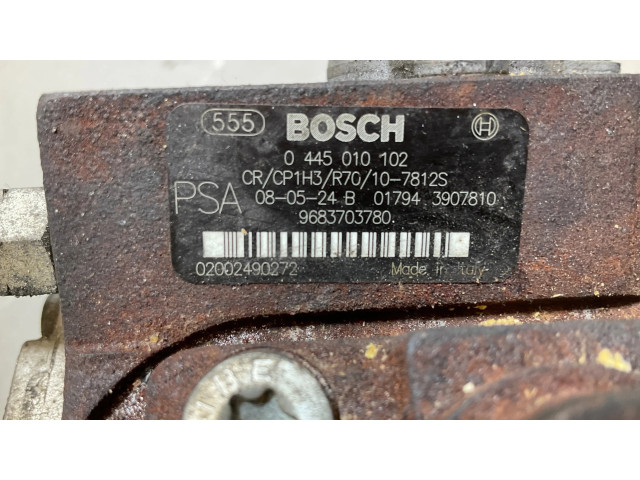 555 BOSCH
0 445 010 102
CR/CP1H3/R70/10-7812S
PSA 08-05-24 B 01794 3907810
9683703780.
02002490272 Made in Italy